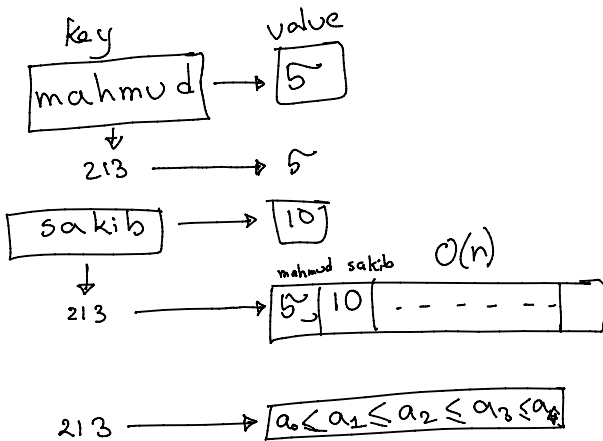 key value
mahmud → 5
213 → 5
sakib → 10
mahmud sakib O(n)
213 → 5 10 - - - - - -
213 → a₀ ≤ a₁ ≤ a₂ ≤ a₃ ≤ a₄